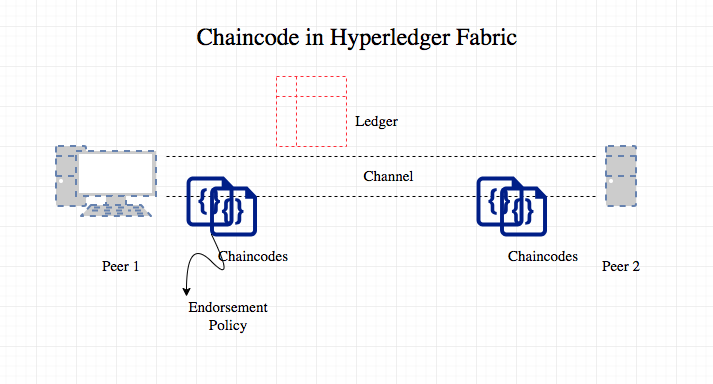 Chaincode in Hyperledger Fabric
Ledger
Channel
{ }
{ }
{ }
{ }
Chaincodes
Chaincodes
Peer 1
Peer 2
Endorsement
Policy